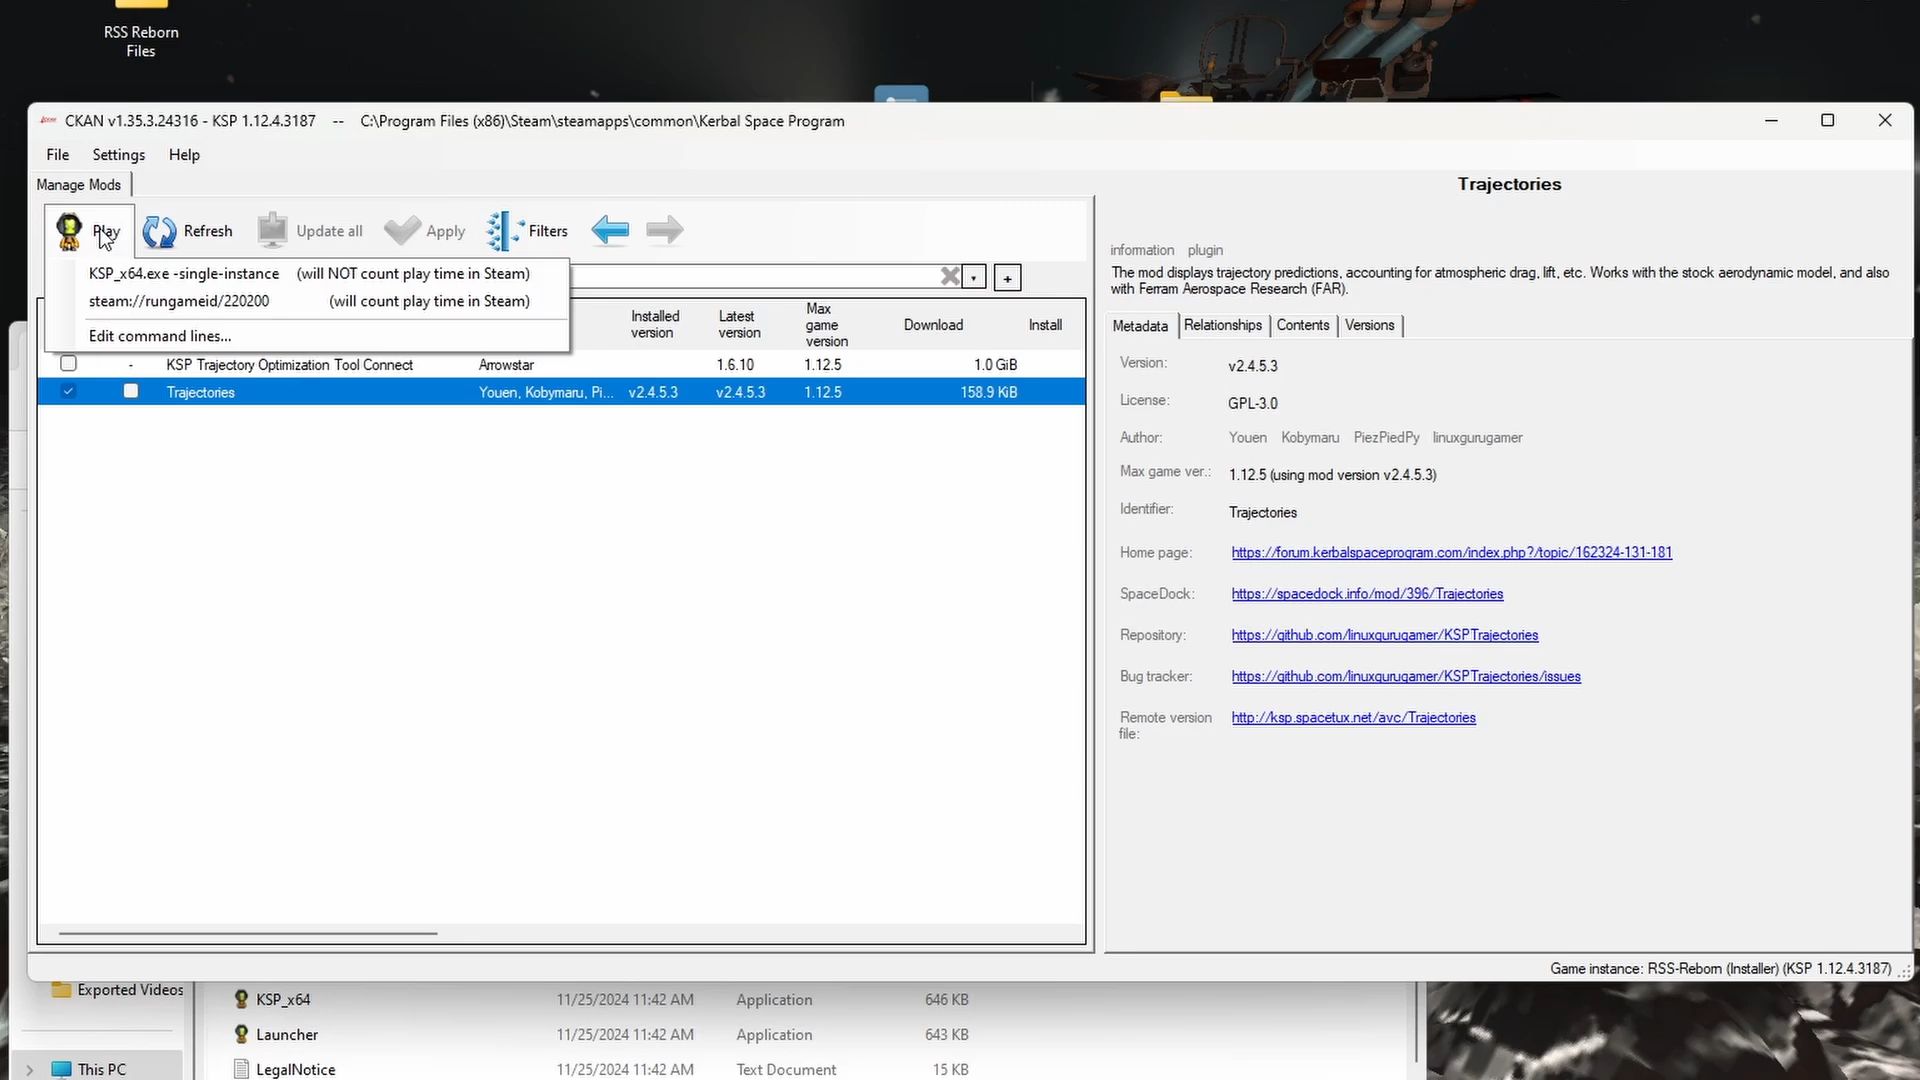 RSS Reborn
Files
CKAN v1.35.3.24316 - KSP 1.12.4.3187 -- C:\Program Files (x86)\Steam\steamapps\common\Kerbal Space Program
File Settings Help
Manage Mods
Play Refresh Update all Apply Filters
KSP_x64.exe -single-instance (will NOT count play time in Steam)
steam://rungameid/220200 (will count play time in Steam)
Edit command lines...
Installed version Latest version Max game version Download Install
- KSP Trajectory Optimization Tool Connect Arrowstar 1.6.10 1.12.5 1.0 GiB
Trajectories Youen, Kobymaru, Pi... v2.4.5.3 v2.4.5.3 1.12.5 158.9 KiB
Trajectories
information plugin
The mod displays trajectory predictions, accounting for atmospheric drag, lift, etc. Works with the stock aerodynamic model, and also
with Ferram Aerospace Research (FAR).
Metadata Relationships Contents Versions
Version: v2.4.5.3
License: GPL-3.0
Author: Youen Kobymaru PiezPiedPy linuxgurugamer
Max game ver.: 1.12.5 (using mod version v2.4.5.3)
Identifier: Trajectories
Home page: https://forum.kerbalspaceprogram.com/index.php?/topic/162324-131-181
SpaceDock: https://spacedock.info/mod/396/Trajectories
Repository: https://github.com/linuxgurugamer/KSPTrajectories
Bug tracker: https://github.com/linuxgurugamer/KSPTrajectories/issues
Remote version file: http://ksp.spacetux.net/avc/Trajectories
Game instance: RSS-Reborn (Installer) (KSP 1.12.4.3187)
Exported Videos
KSP_x64 11/25/2024 11:42 AM Application 646 KB
Launcher 11/25/2024 11:42 AM Application 643 KB
This PC
LegalNotice 11/25/2024 11:42 AM Text Document 15 KB